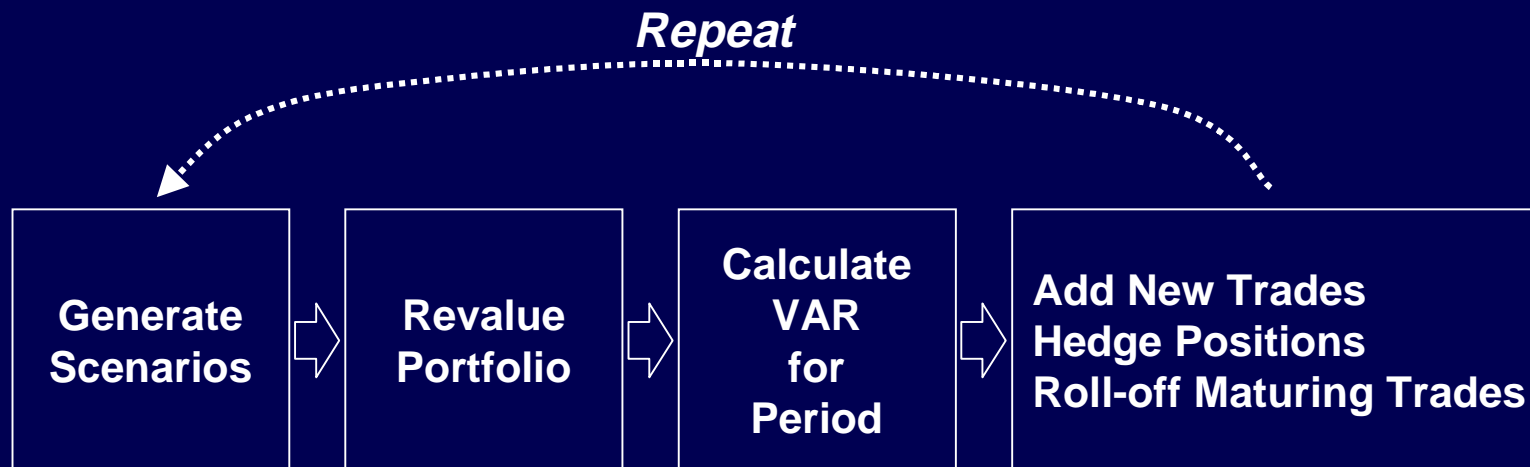 Repeat
Generate
Scenarios
Revalue
Portfolio
Calculate
VAR
for
Period
Add New Trades
Hedge Positions
Roll-off Maturing Trades